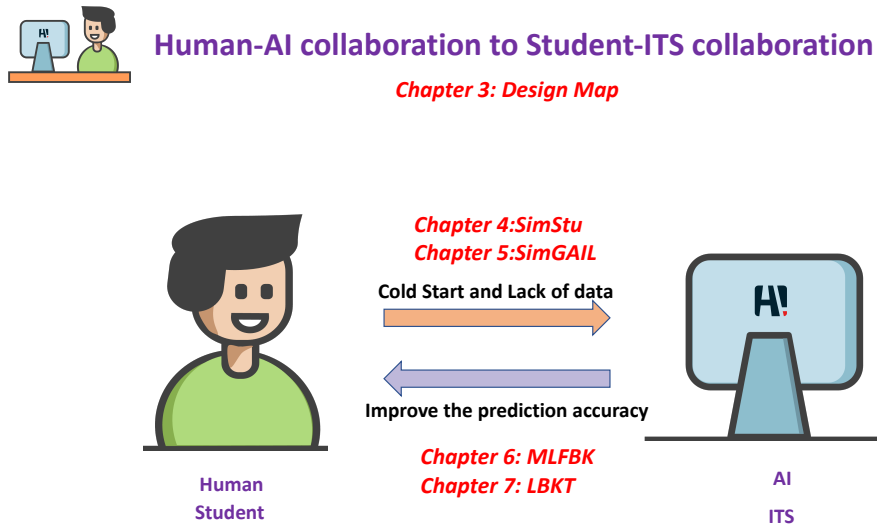 H!
Human-AI collaboration to Student-ITS collaboration
Chapter 3: Design Map
Chapter 4:SimStu
Chapter 5:SimGAIL
Cold Start and Lack of data
H!
Improve the prediction accuracy
Chapter 6: MLFBK
Chapter 7: LBKT
Human
Student
AI
ITS